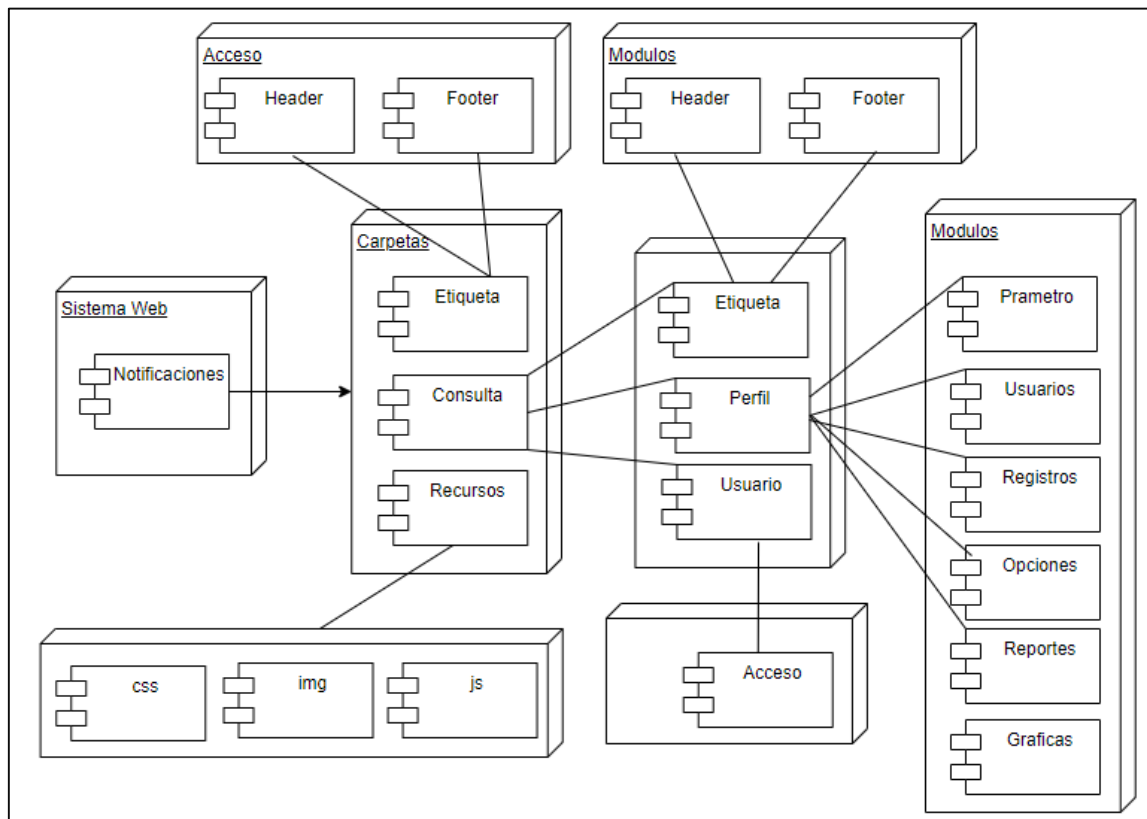 Acceso
Header
Footer
Modulos
Header
Footer
Sistema Web
Notificaciones
Carpetas
Etiqueta
Consulta
Recursos
Etiqueta
Perfil
Usuario
Modulos
Prametro
Usuarios
Registros
Opciones
Reportes
Graficas
css
img
js
Acceso